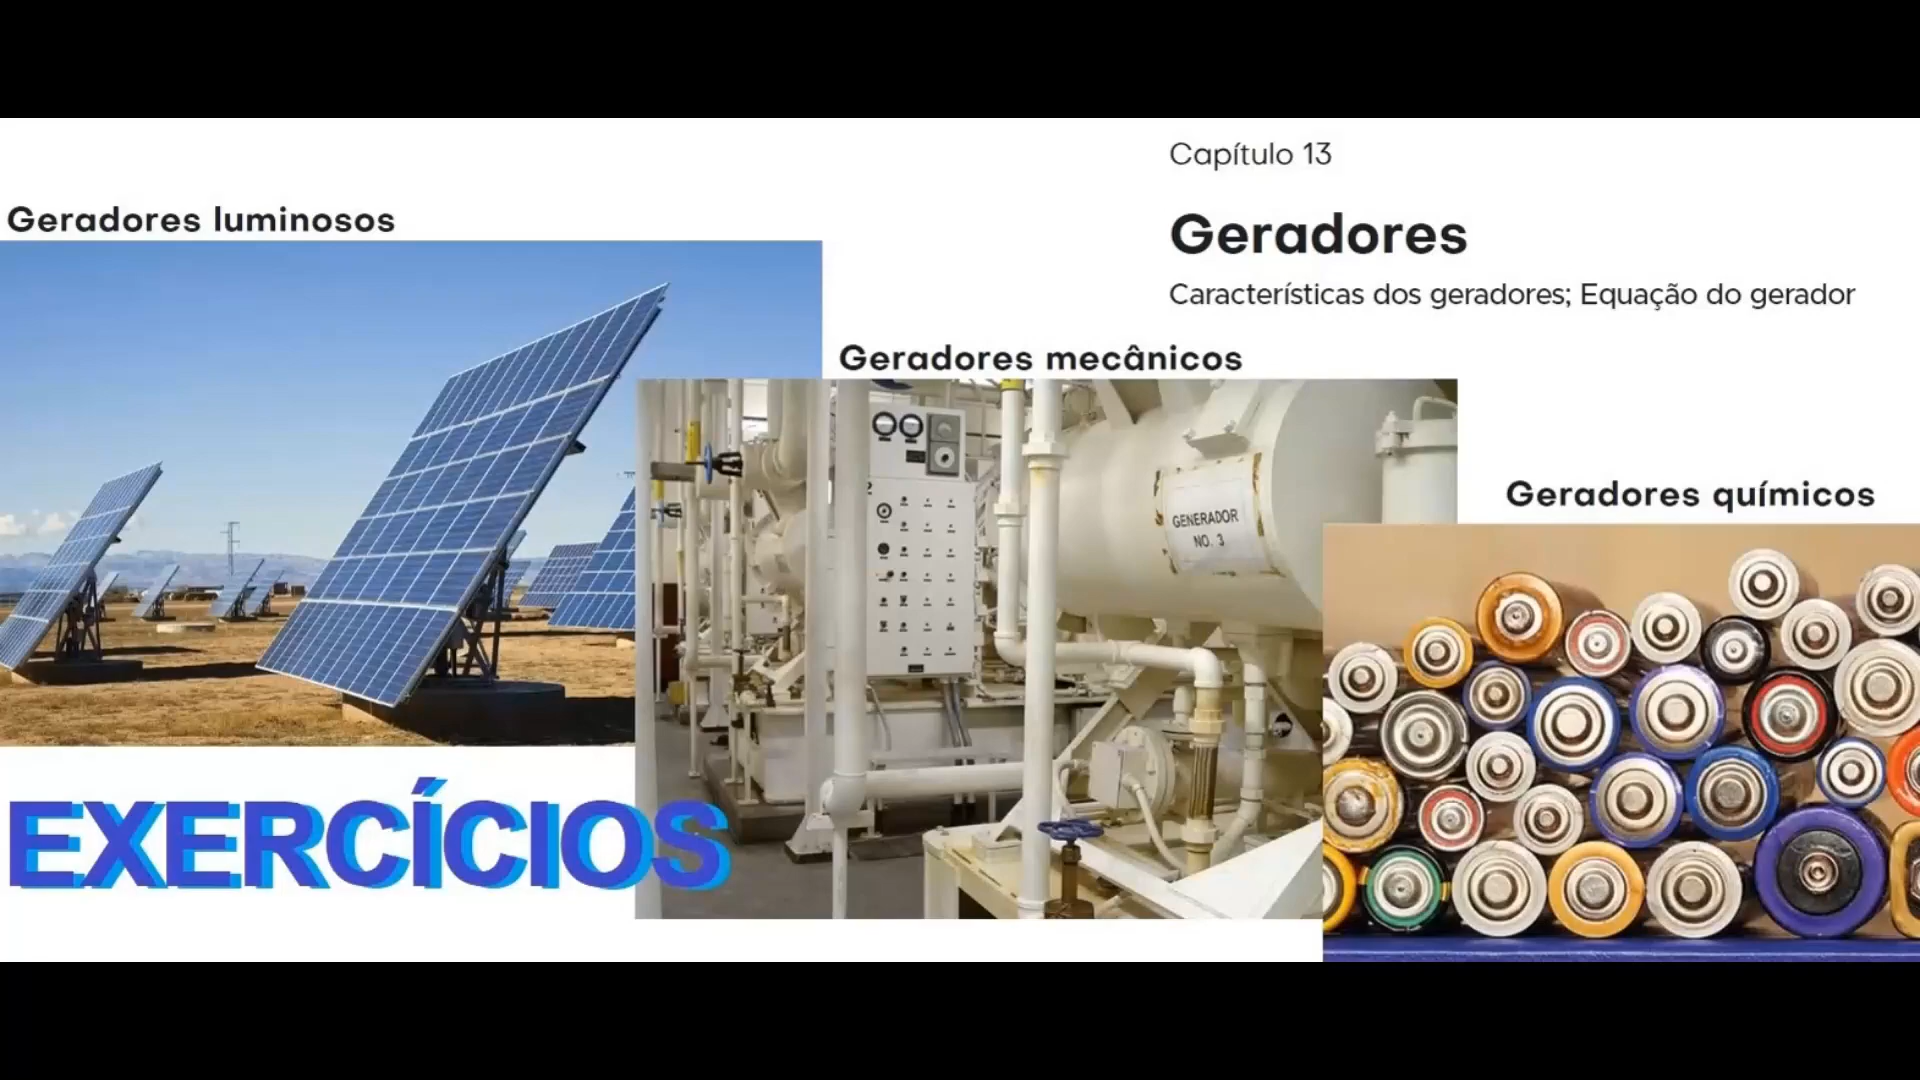 Capítulo 13
Geradores
Características dos geradores; Equação do gerador
Geradores luminosos
Geradores mecânicos
GENERADOR
NO. 3
Geradores químicos
EXERCÍCIOS